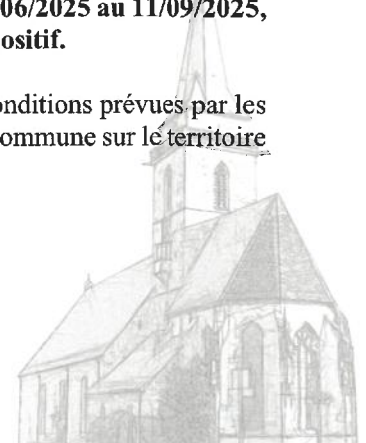 06/2025 au 11/09/2025,
ositif.
onditions prévues par les
ommune sur le territoire